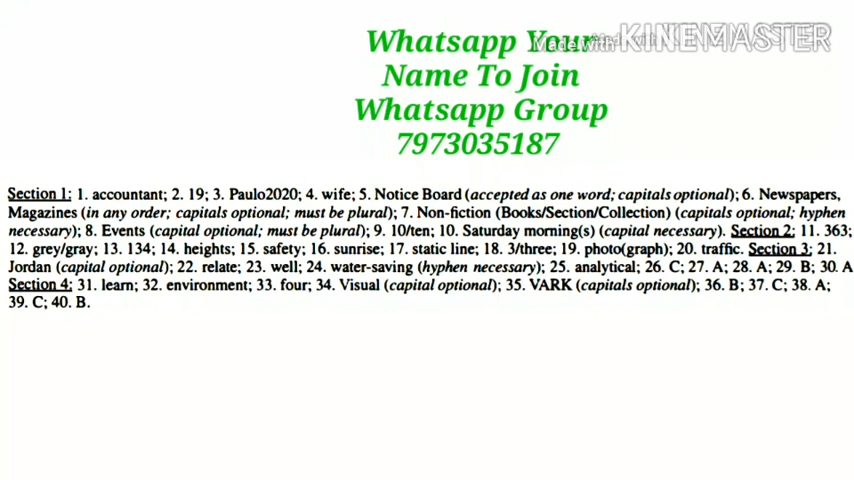 Whatsapp Your
Made with KINEMASTER
Name To Join
Whatsapp Group
7973035187
Section 1: 1. accountant; 2. 19; 3. Paulo2020; 4. wife; 5. Notice Board (accepted as one word; capitals optional); 6. Newspapers,
Magazines (in any order; capitals optional; must be plural); 7. Non-fiction (Books/Section/Collection) (capitals optional; hyphen
necessary); 8. Events (capital optional; must be plural); 9. 10/ten; 10. Saturday morning(s) (capital necessary). Section 2: 11. 363;
12. grey/gray; 13. 134; 14. heights; 15. safety; 16. sunrise; 17. static line; 18. 3/three; 19. photo(graph); 20. traffic. Section 3: 21.
Jordan (capital optional); 22. relate; 23. well; 24. water-saving (hyphen necessary); 25. analytical; 26. C; 27. A; 28. A; 29. B; 30. A
Section 4: 31. learn; 32. environment; 33. four; 34. Visual (capital optional); 35. VARK (capitals optional); 36. B; 37. C; 38. A;
39. C; 40. B.